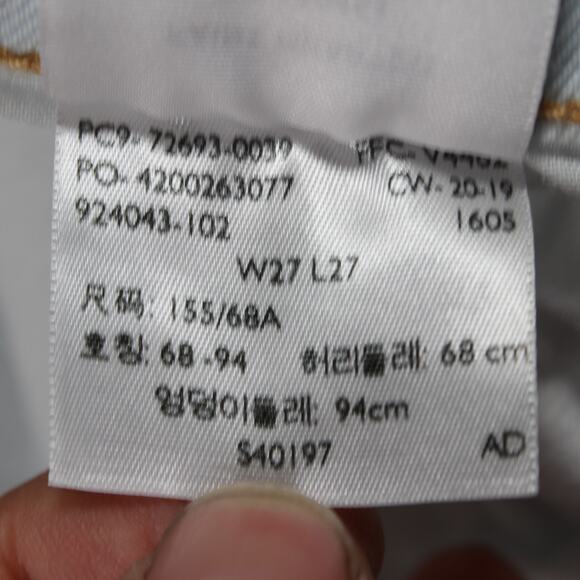 PC9- 72693-0039
PO- 4200263077 CW- 20-19
924043-102 1605
W27 L27
尺码: 155/68A
호칭: 68 -94 허리둘레: 68 cm
엉덩이둘레: 94cm
S40197 AD